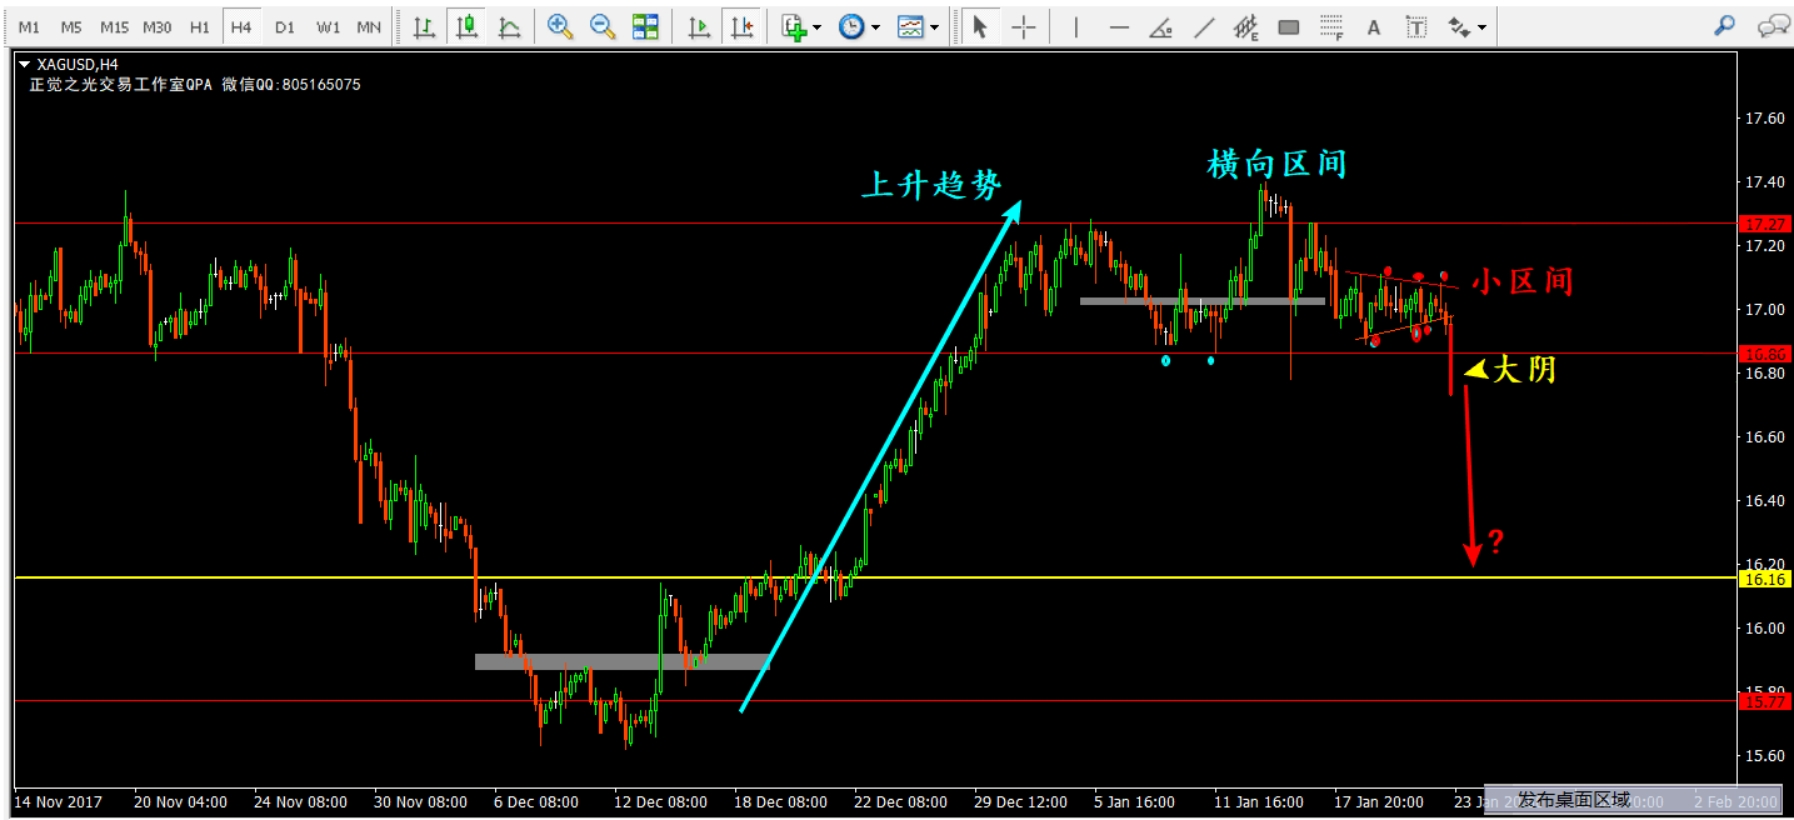 M1 M5 M15 M30 H1 H4 D1 W1 MN E F A T
XAGUSD,H4
正觉之光交易工作室QPA 微信QQ:805165075
17.60
横向区间
上升趋势
17.40
17.27
17.20
小区间
17.00
16.86
大阴
16.80
16.60
16.40
?
16.20
16.16
16.00
15.80
15.77
15.60
14 Nov 2017 20 Nov 04:00 24 Nov 08:00 30 Nov 08:00 6 Dec 08:00 12 Dec 08:00 18 Dec 08:00 22 Dec 08:00 29 Dec 12:00 5 Jan 16:00 11 Jan 16:00 17 Jan 20:00 23 Jan 2 Feb 20:00
发布桌面区域